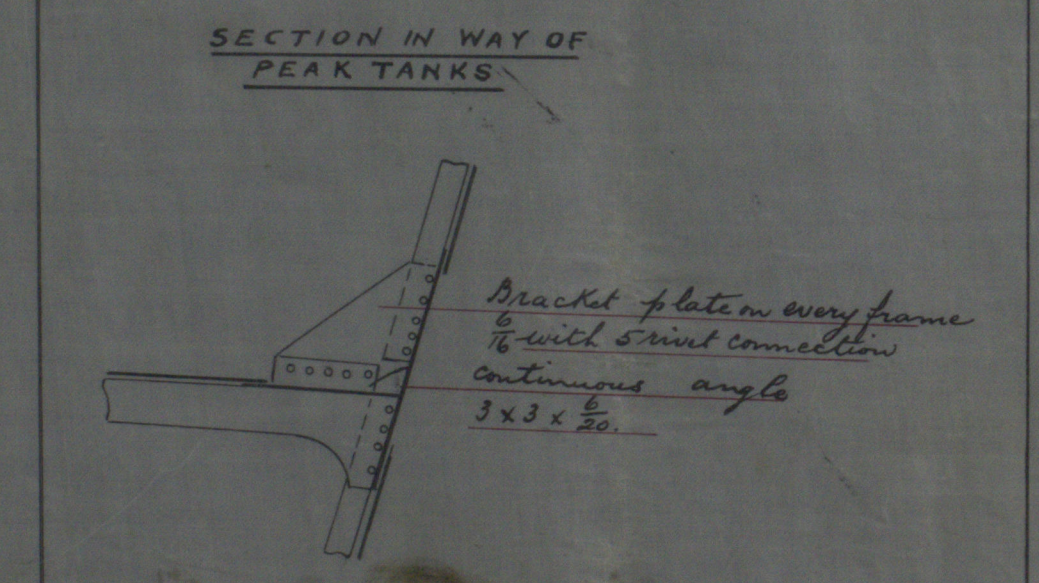 SECTION IN WAY OF
PEAK TANKS
Bracket plate on every frame
6/16 with 5 rivet connection
continuous angle
3 x 3 x 6/20.